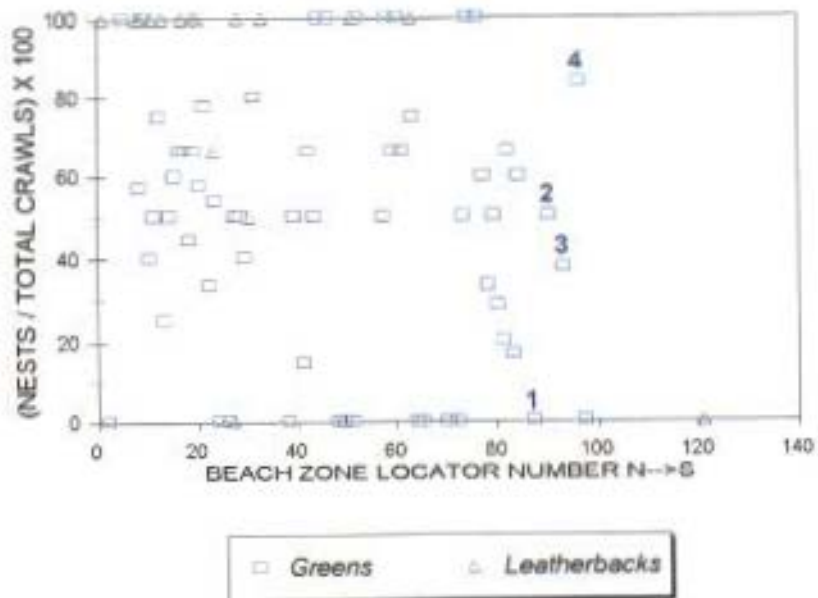 (NESTS / TOTAL CRAWLS) X 100
100
80
60
40
20
0
4
2
3
1
0 20 40 60 80 100 120 140
BEACH ZONE LOCATOR NUMBER N-->S
Greens Leatherbacks